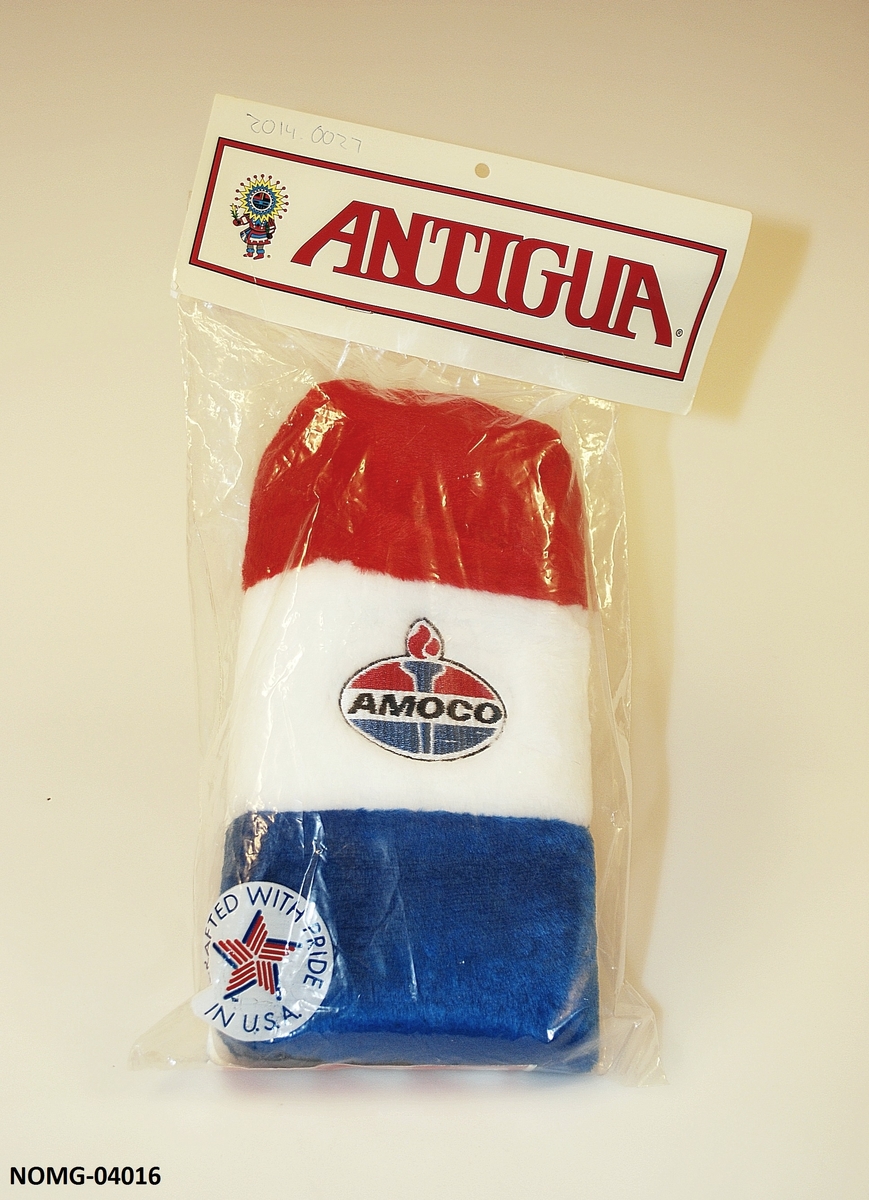 2014.0027
ANTIGUA®
AMOCO
CRAFTED WITH PRIDE
IN U.S.A.
NOMG-04016